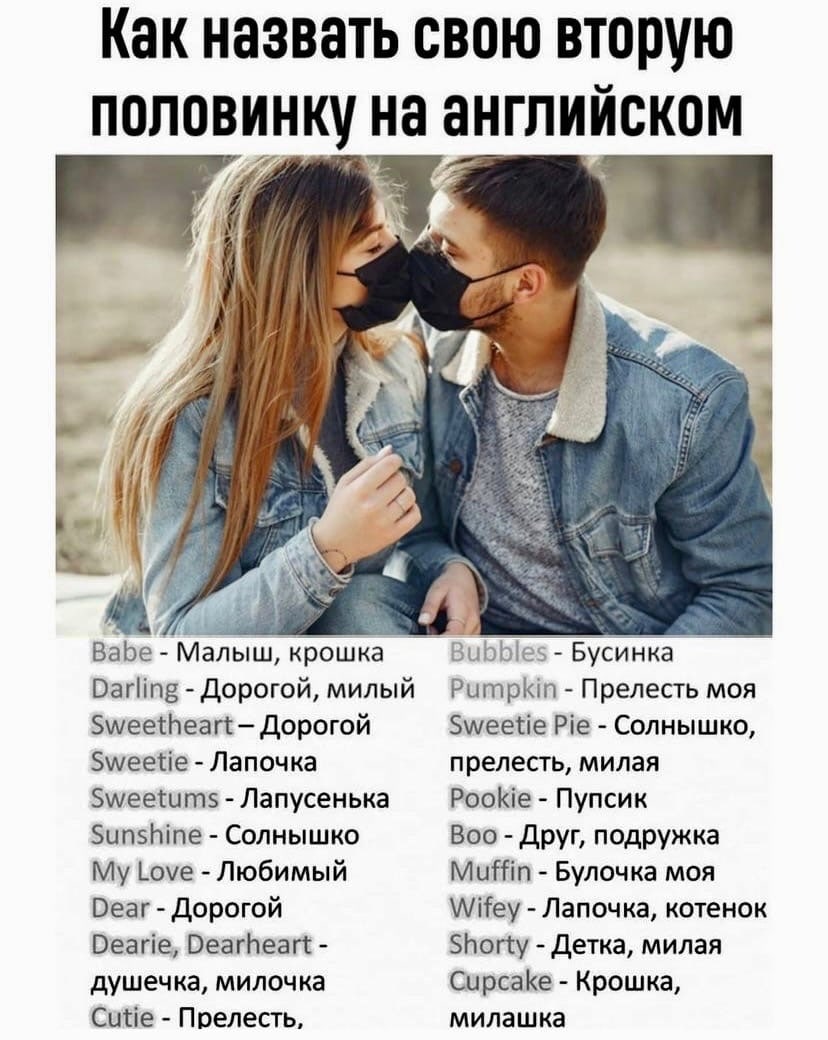 Как назвать свою вторую
половинку на английском
Babe - Малыш, крошка
Darling - Дорогой, милый
Sweetheart – Дорогой
Sweetie - Лапочка
Sweetums - Лапусенька
Sunshine - Солнышко
My Love - Любимый
Dear - Дорогой
Dearie, Dearheart -
душечка, милочка
Cutie - Прелесть,
Bubbles - Бусинка
Pumpkin - Прелесть моя
Sweetie Pie - Солнышко,
прелесть, милая
Pookie - Пупсик
Boo - Друг, подружка
Muffin - Булочка моя
Wifey - Лапочка, котенок
Shorty - Детка, милая
Cupcake - Крошка,
милашка